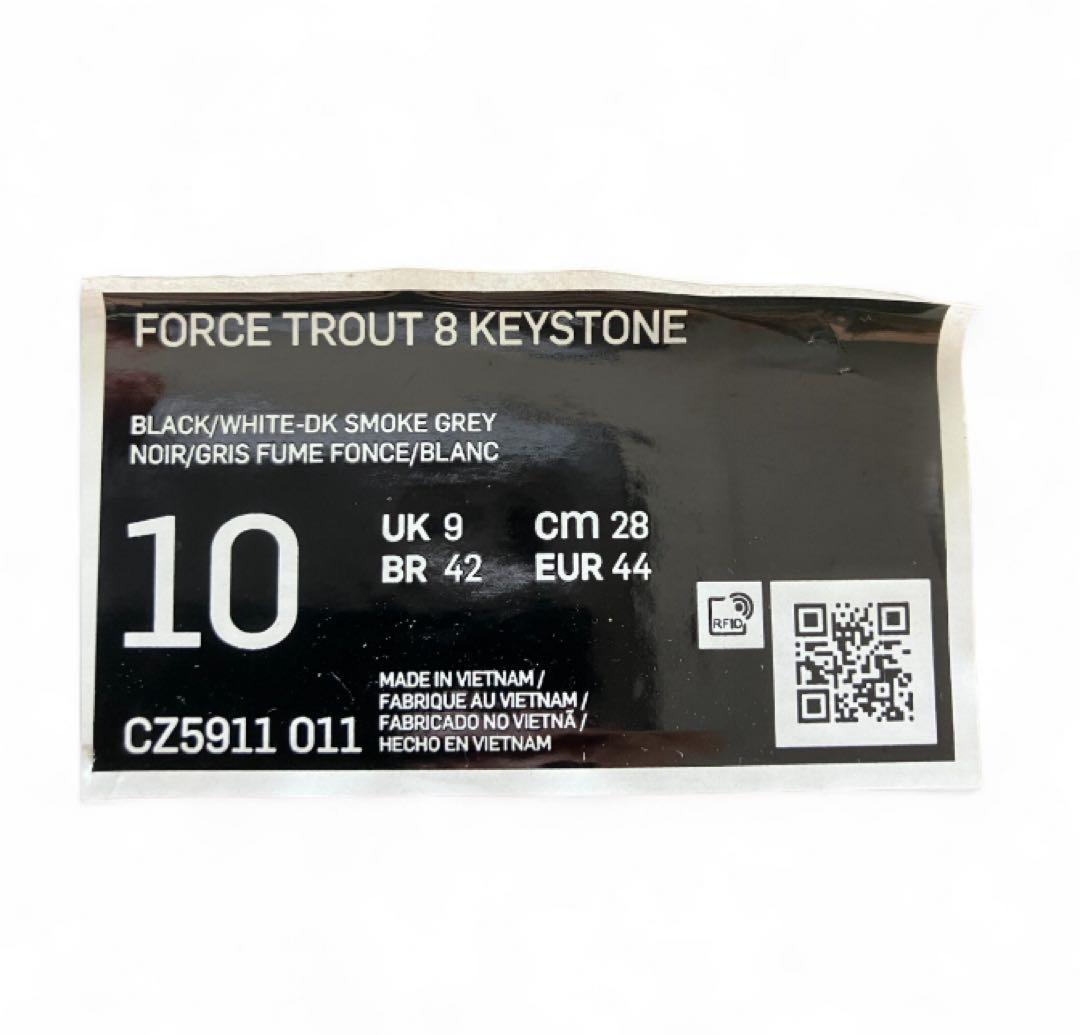 FORCE TROUT 8 KEYSTONE
BLACK/WHITE-DK SMOKE GREY
NOIR/GRIS FUME FONCE/BLANC
10
UK 9 cm 28
BR 42 EUR 44
RFID
CZ5911 011
MADE IN VIETNAM /
FABRIQUE AU VIETNAM /
FABRICADO NO VIETNÃ /
HECHO EN VIETNAM